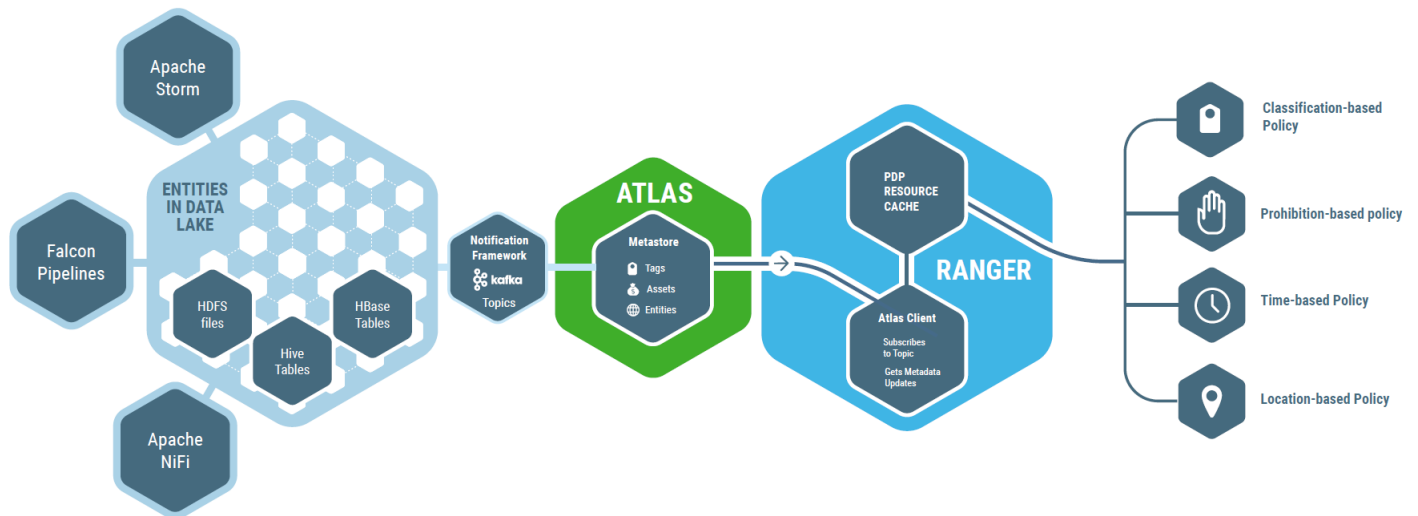 Apache
Storm
Falcon
Pipelines
Apache
NiFi
ENTITIES
IN DATA
LAKE
HDFS
files
Hive
Tables
HBase
Tables
Notification
Framework
kafka
Topics
ATLAS
Metastore
Tags
Assets
Entities
RANGER
PDP
RESOURCE
CACHE
Atlas Client
Subscribes
to Topic
Gets Metadata
Updates
Classification-based
Policy
Prohibition-based policy
Time-based Policy
Location-based Policy